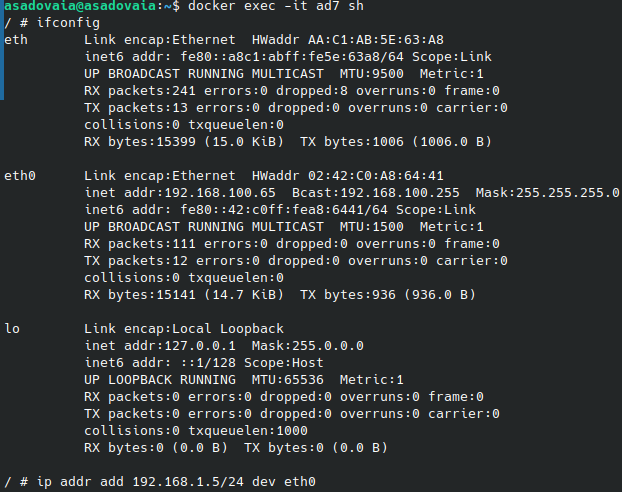 asadovaia@asadovaia:~$ docker exec -it ad7 sh
/ # ifconfig
eth       Link encap:Ethernet  HWaddr AA:C1:AB:5E:63:A8
          inet6 addr: fe80::a8c1:abff:fe5e:63a8/64 Scope:Link
          UP BROADCAST RUNNING MULTICAST  MTU:9500  Metric:1
          RX packets:241 errors:0 dropped:8 overruns:0 frame:0
          TX packets:13 errors:0 dropped:0 overruns:0 carrier:0
          collisions:0 txqueuelen:0
          RX bytes:15399 (15.0 KiB)  TX bytes:1006 (1006.0 B)

eth0      Link encap:Ethernet  HWaddr 02:42:C0:A8:64:41
          inet addr:192.168.100.65  Bcast:192.168.100.255  Mask:255.255.255.0
          inet6 addr: fe80::42:c0ff:fea8:6441/64 Scope:Link
          UP BROADCAST RUNNING MULTICAST  MTU:1500  Metric:1
          RX packets:111 errors:0 dropped:0 overruns:0 frame:0
          TX packets:12 errors:0 dropped:0 overruns:0 carrier:0
          collisions:0 txqueuelen:0
          RX bytes:15141 (14.7 KiB)  TX bytes:936 (936.0 B)

lo        Link encap:Local Loopback
          inet addr:127.0.0.1  Mask:255.0.0.0
          inet6 addr: ::1/128 Scope:Host
          UP LOOPBACK RUNNING  MTU:65536  Metric:1
          RX packets:0 errors:0 dropped:0 overruns:0 frame:0
          TX packets:0 errors:0 dropped:0 overruns:0 carrier:0
          collisions:0 txqueuelen:1000
          RX bytes:0 (0.0 B)  TX bytes:0 (0.0 B)

/ # ip addr add 192.168.1.5/24 dev eth0